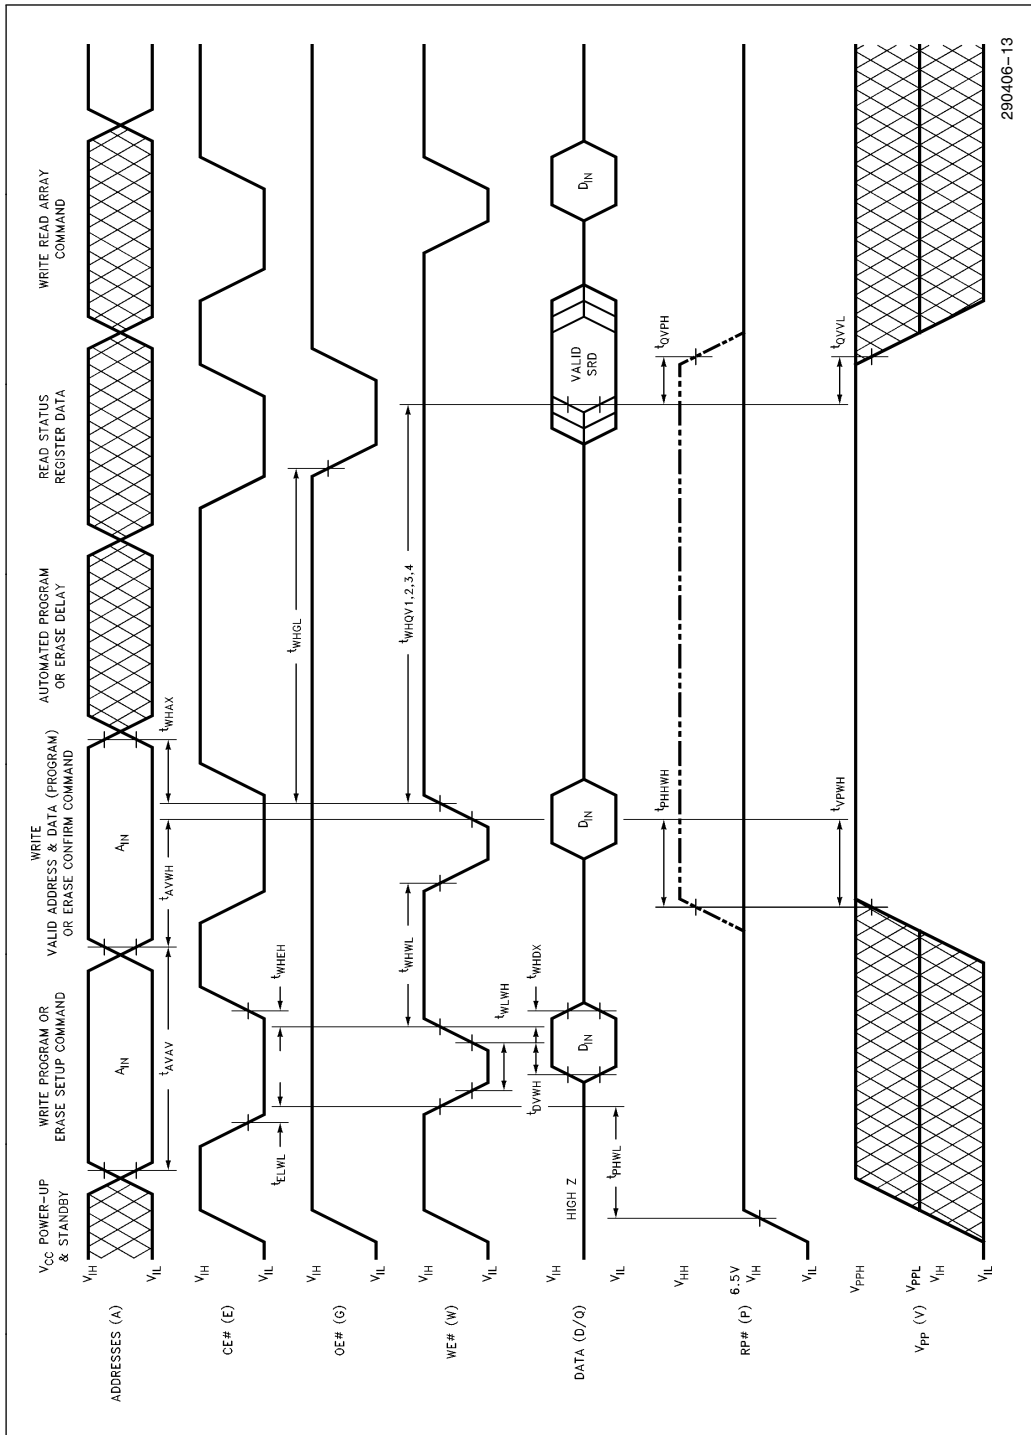 V_CC POWER-UP
& STANDBY
WRITE PROGRAM OR
ERASE SETUP COMMAND
WRITE
VALID ADDRESS & DATA (PROGRAM)
OR ERASE CONFIRM COMMAND
AUTOMATED PROGRAM
OR ERASE DELAY
READ STATUS
REGISTER DATA
WRITE READ ARRAY
COMMAND
ADDRESSES (A)
V_IH
V_IL
A_IN
A_IN
t_AVAV
t_AVWH
t_WHAX
CE# (E)
V_IH
V_IL
t_ELWL
t_WHEH
t_WHGL
OE# (G)
V_IH
V_IL
t_WHWL
t_WHQV1,2,3,4
WE# (W)
V_IH
V_IL
t_WLWH
t_DVWH
t_WHDX
DATA (D/Q)
V_IH
V_IL
HIGH Z
D_IN
D_IN
VALID
SRD
D_IN
t_PHWL
t_PHHWH
t_QVPH
RP# (P)
V_HH
6.5V
V_IH
V_IL
t_VPWH
t_QVVL
V_PP (V)
V_PPH
V_PPL
V_IH
V_IL
290406-13